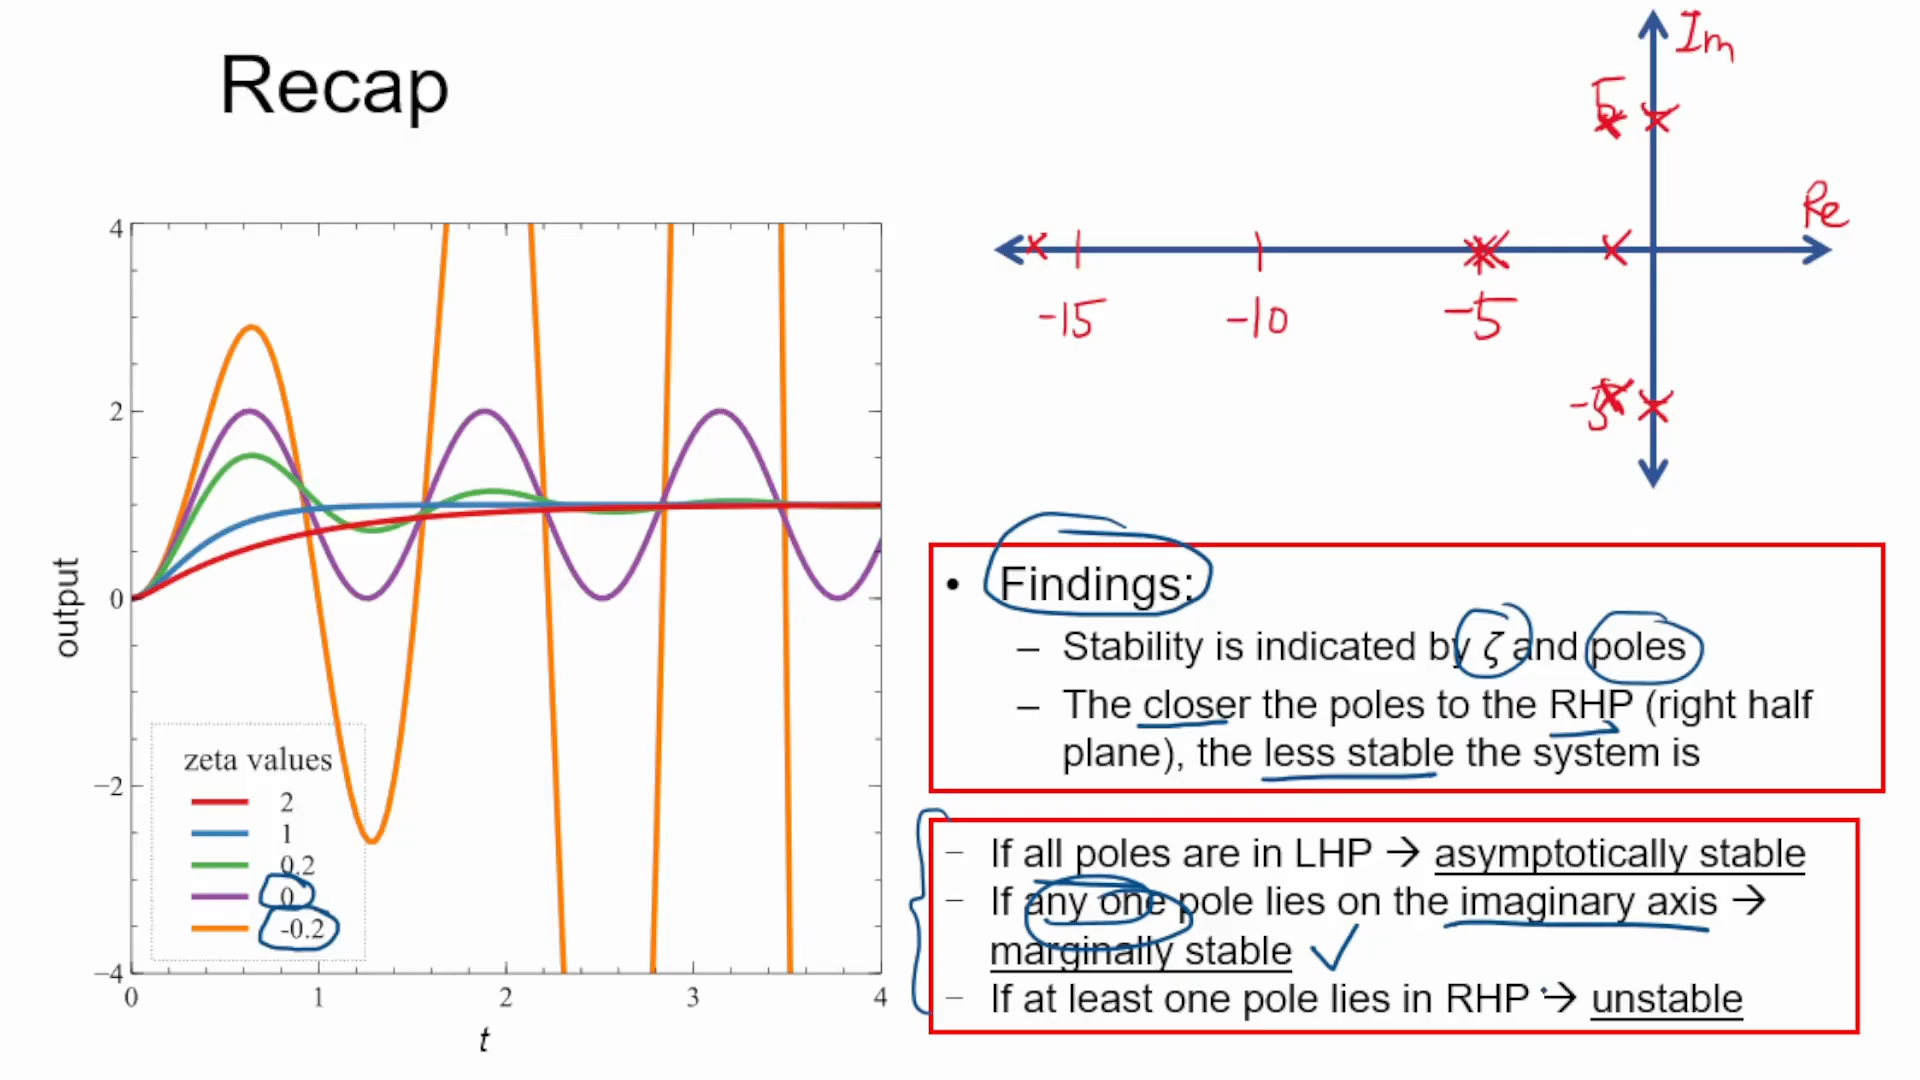 Recap
Im
5
Re
-15
-10
-5
-5
4
2
0
−2
−4
0
1
2
3
4
output
t
zeta values
2
1
0.2
0
-0.2
• Findings:
– Stability is indicated by ζ and poles
– The closer the poles to the RHP (right half
plane), the less stable the system is
– If all poles are in LHP → asymptotically stable
– If any one pole lies on the imaginary axis →
marginally stable
– If at least one pole lies in RHP → unstable